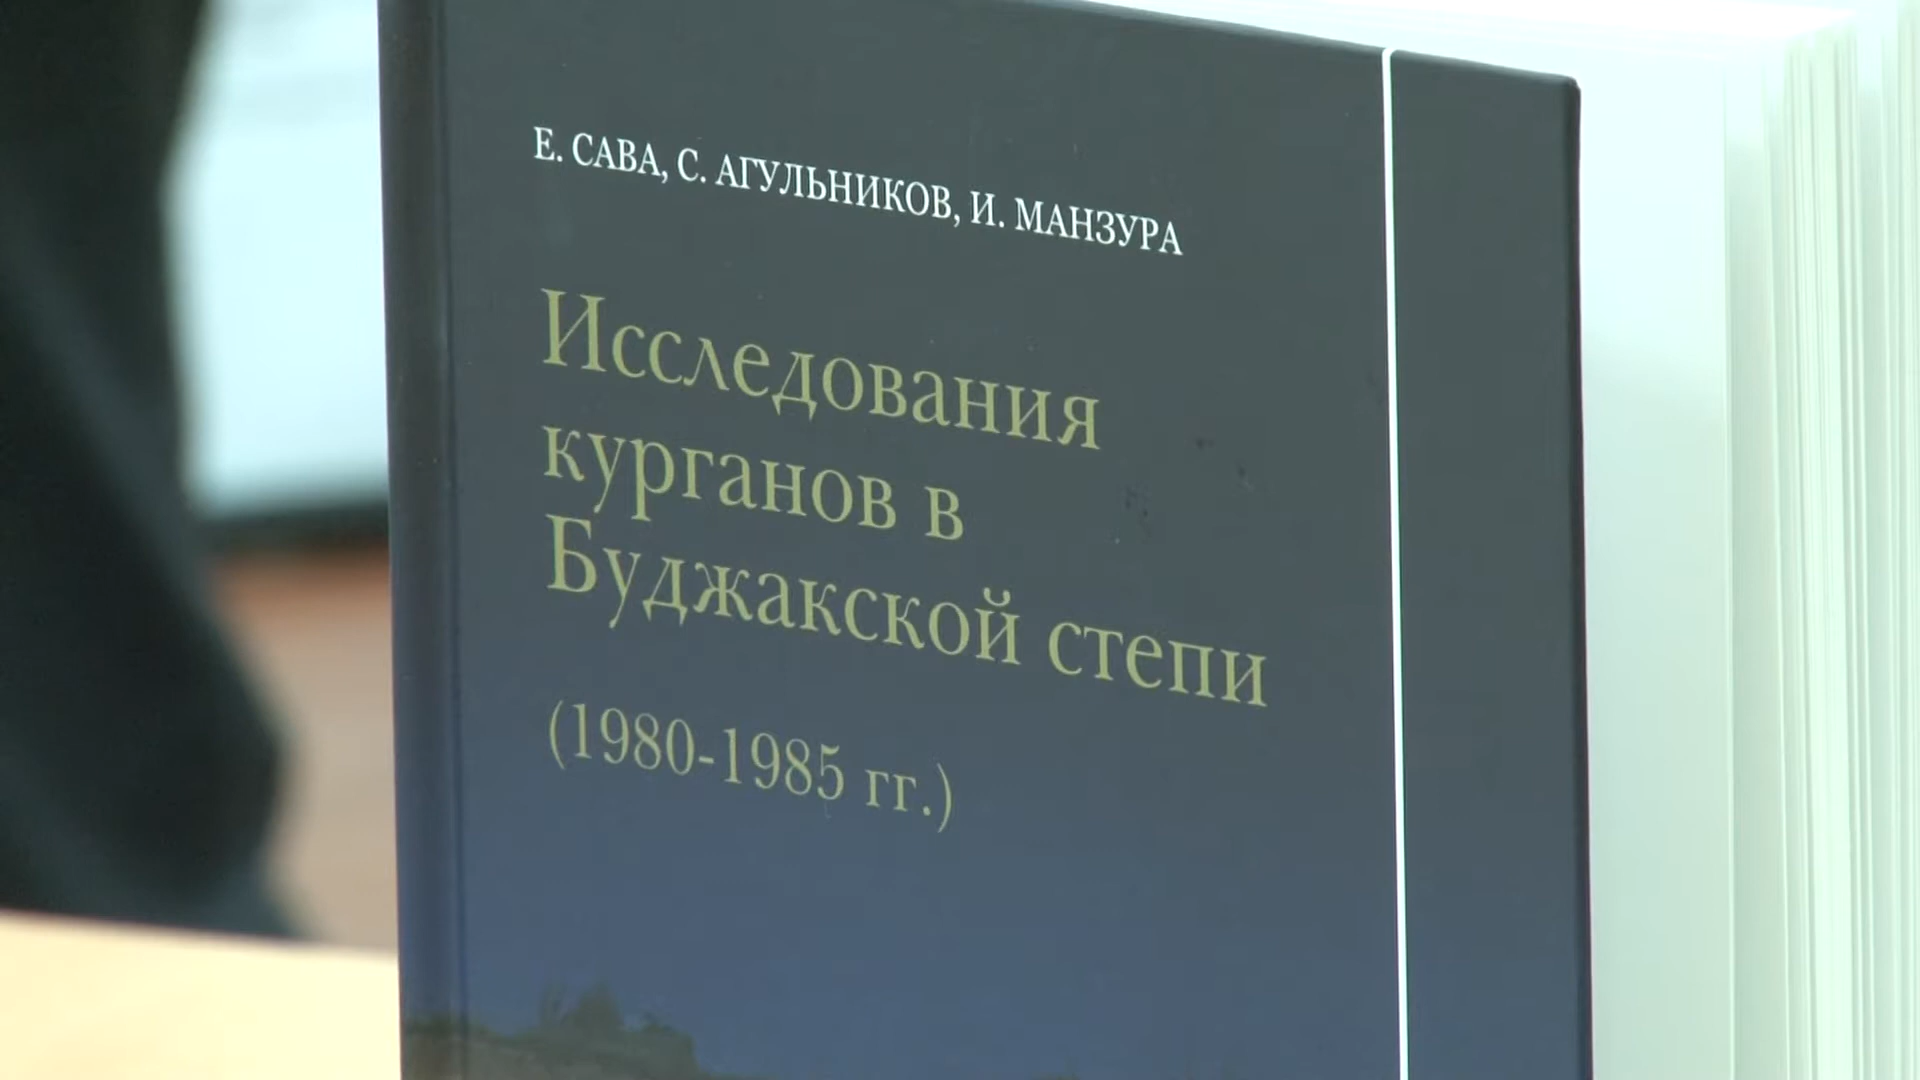 Е. САВА, С. АГУЛЬНИКОВ, И. МАНЗУРА
Исследования
курганов в
Буджакской степи
(1980-1985 гг.)